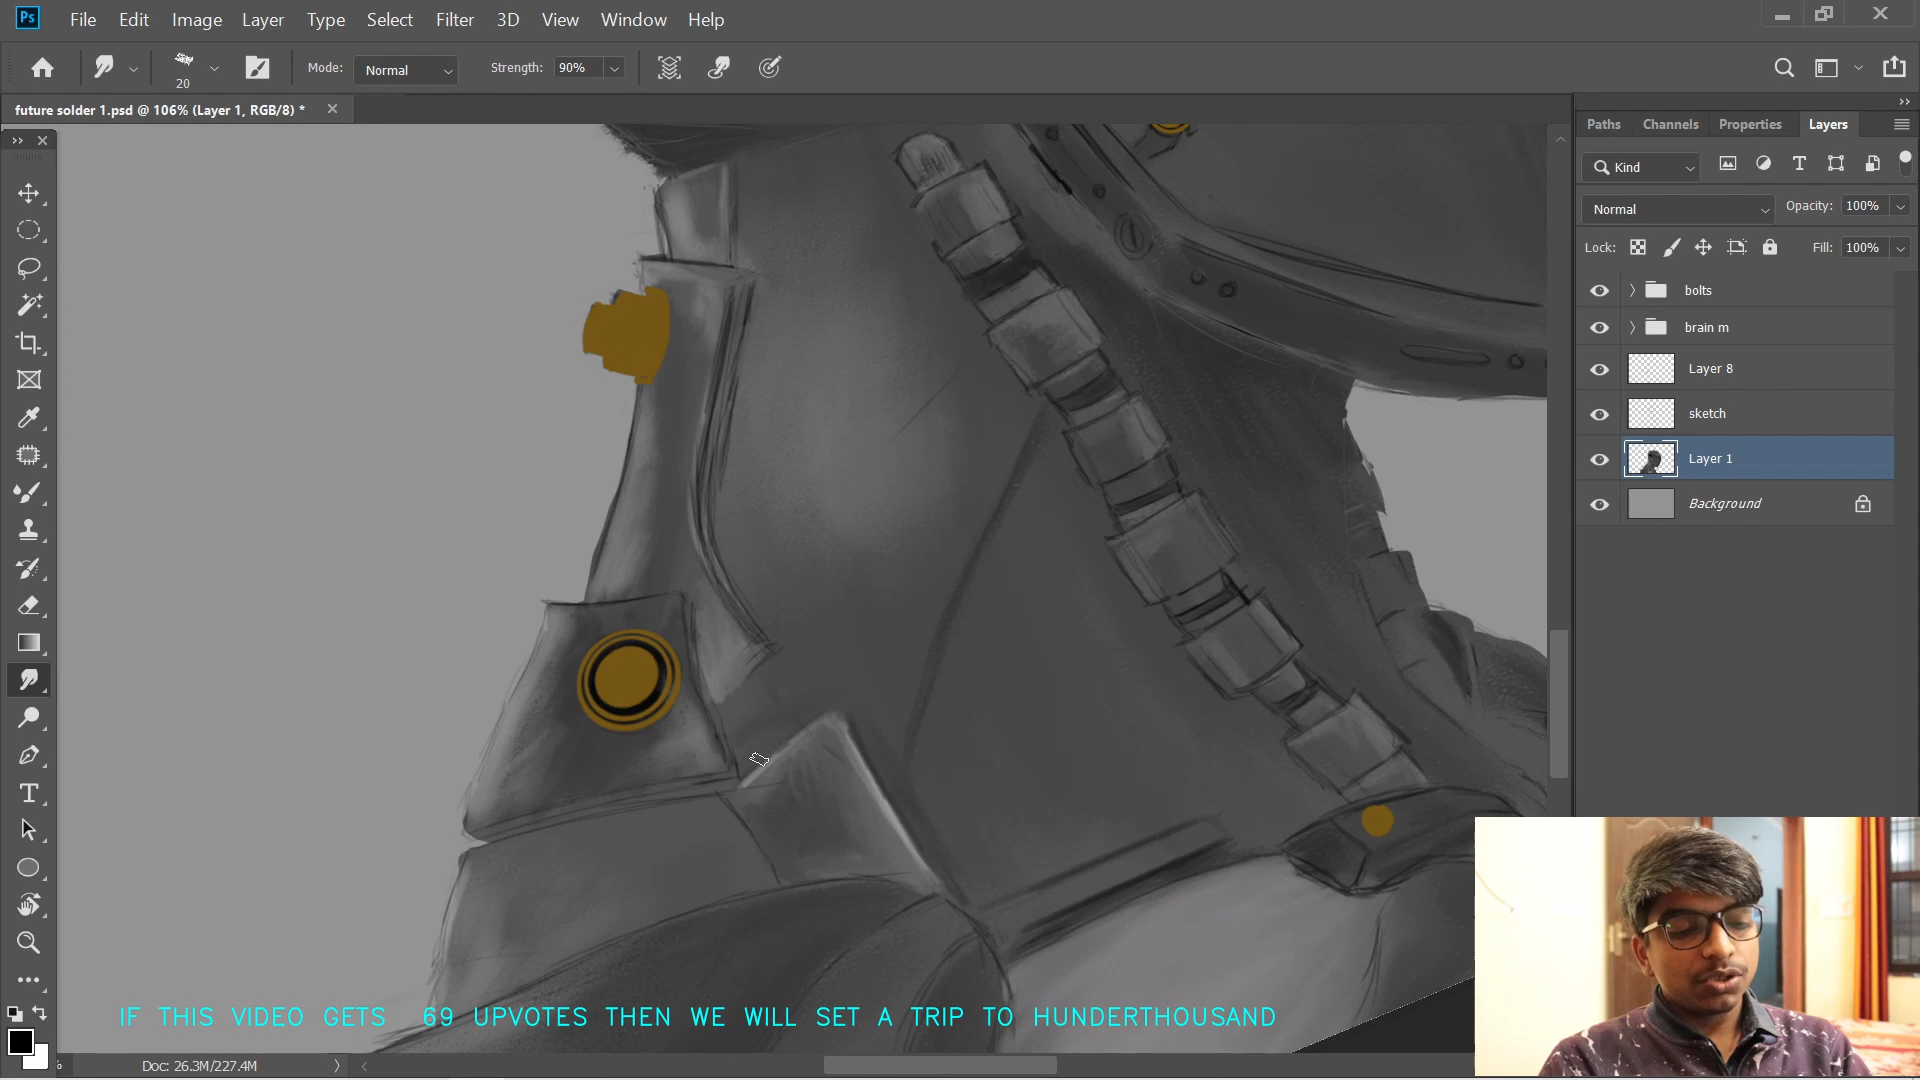 Ps File Edit Image Layer Type Select Filter 3D View Window Help
20 Mode: Normal Strength: 90%
future solder 1.psd @ 106% (Layer 1, RGB/8) *
Paths Channels Properties Layers
Kind
Normal Opacity: 100%
Lock: Fill: 100%
bolts
brain m
Layer 8
sketch
Layer 1
Background
IF THIS VIDEO GETS 69 UPVOTES THEN WE WILL SET A TRIP TO HUNDERTHOUSAND
% Doc: 26.3M/227.4M